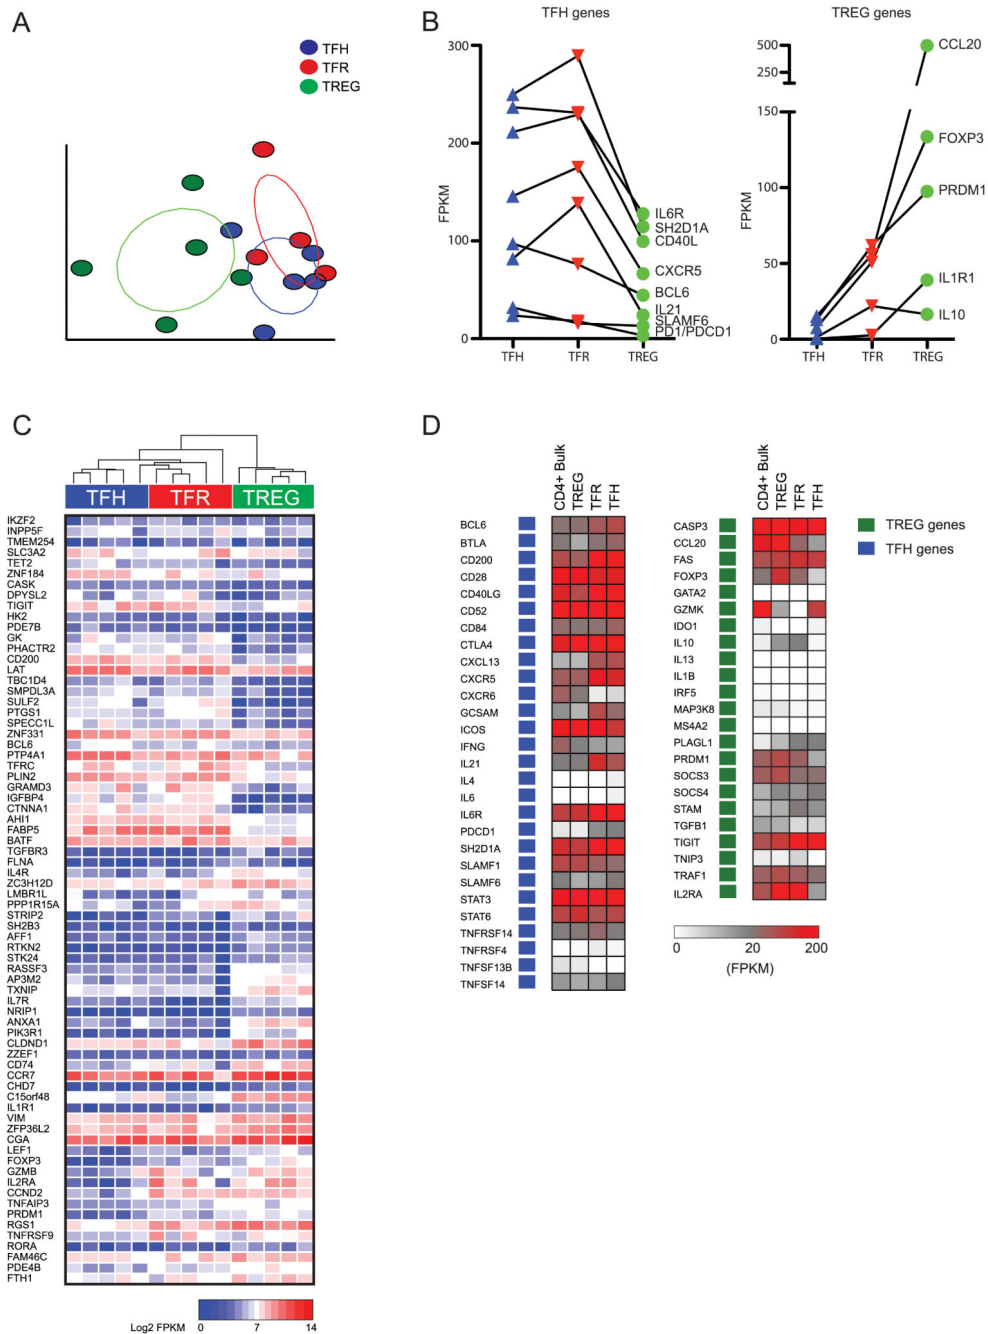 A
TFH
TFR
TREG
B
TFH genes
300
200
100
0
FPKM
TFH
TFR
TREG
IL6R
SH2D1A
CD40L
CXCR5
BCL6
IL21
SLAMF6
PD1/PDCD1
TREG genes
500
250
150
100
50
0
FPKM
TFH
TFR
TREG
CCL20
FOXP3
PRDM1
IL1R1
IL10
C
TFH TFR TREG
IKZF2
INPP5F
TMEM254
SLC3A2
TET2
ZNF184
CASK
DPYSL2
TIGIT
HK2
PDE7B
GK
PHACTR2
CD200
LAT
TBC1D4
SMPDL3A
SULF2
PTGS1
SPECC1L
ZNF331
BCL6
PTP4A1
TFRC
PLIN2
GRAMD3
IGFBP4
CTNNA1
AHI1
FABP5
BATF
TGFBR3
FLNA
IL4R
ZC3H12D
LMBR1L
PPP1R15A
STRIP2
SH2B3
AFF1
RTKN2
STK24
RASSF3
AP3M2
TXNIP
IL7R
NRIP1
ANXA1
PIK3R1
CLDND1
ZZEF1
CD74
CCR7
CHD7
C15orf48
IL1R1
VIM
ZFP36L2
CGA
LEF1
FOXP3
GZMB
IL2RA
CCND2
TNFAIP3
PRDM1
RGS1
TNFRSF9
RORA
FAM46C
PDE4B
FTH1
Log2 FPKM
0 7 14
D
CD4+ Bulk
TREG
TFR
TFH
BCL6
BTLA
CD200
CD28
CD40LG
CD52
CD84
CTLA4
CXCL13
CXCR5
CXCR6
GCSAM
ICOS
IFNG
IL21
IL4
IL6
IL6R
PDCD1
SH2D1A
SLAMF1
SLAMF6
STAT3
STAT6
TNFRSF14
TNFRSF4
TNFSF13B
TNFSF14
CD4+ Bulk
TREG
TFR
TFH
CASP3
CCL20
FAS
FOXP3
GATA2
GZMK
IDO1
IL10
IL13
IL1B
IRF5
MAP3K8
MS4A2
PLAGL1
PRDM1
SOCS3
SOCS4
STAM
TGFB1
TIGIT
TNIP3
TRAF1
IL2RA
TREG genes
TFH genes
0 20 200
(FPKM)